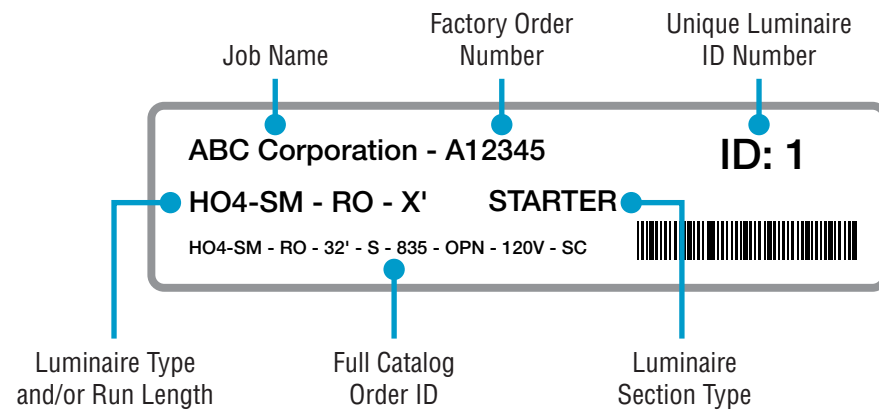 Job Name
Factory Order
Number
Unique Luminaire
ID Number
ABC Corporation - A12345
ID: 1
HO4-SM - RO - X'
STARTER
HO4-SM - RO - 32' - S - 835 - OPN - 120V - SC
Luminaire Type
and/or Run Length
Full Catalog
Order ID
Luminaire
Section Type